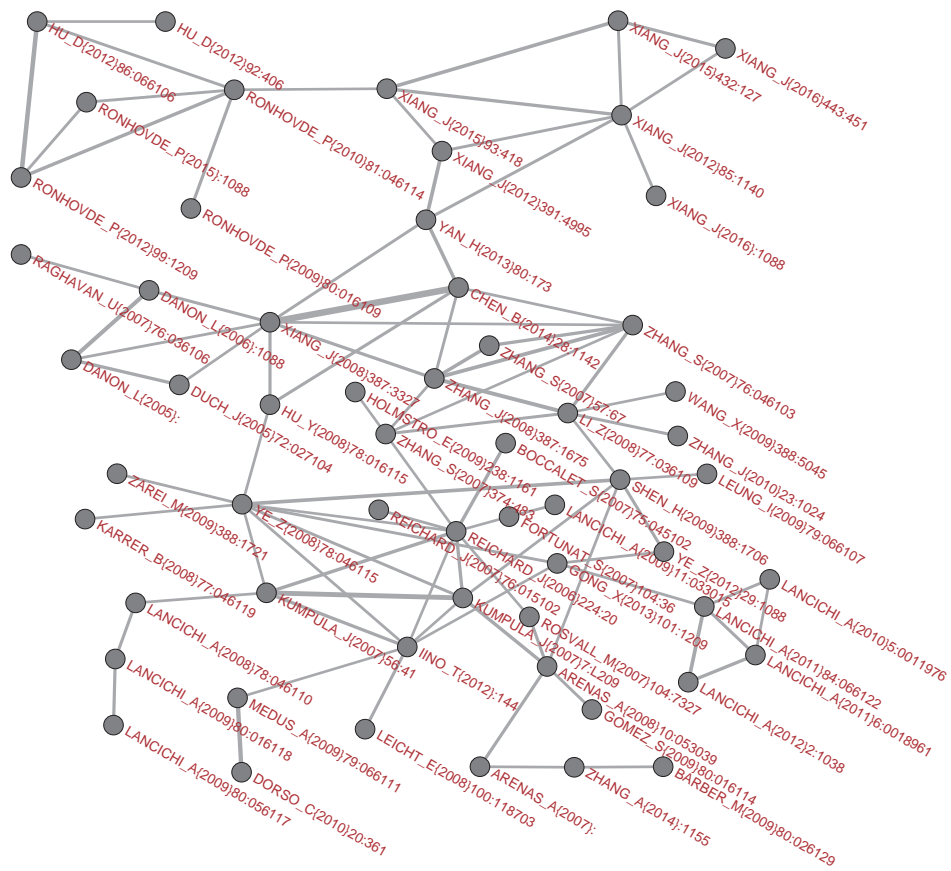 HU_D{2012}86:066106
HU_D{2012}92:406
XIANG_J{2015}432:127
XIANG_J{2016}443:451
RONHOVDE_P{2010}81:046114
RONHOVDE_P{2015}:1088
XIANG_J{2015}93:418
XIANG_J{2012}85:1140
XIANG_J{2012}391:4995
RONHOVDE_P{2012}99:1209
RONHOVDE_P{2009}80:016109
XIANG_J{2016}:1088
YAN_H{2013}80:173
RAGHAVAN_U{2007}76:036106
DANON_L{2006}:1088
CHEN_B{2014}28:1142
XIANG_J{2008}387:3327
ZHANG_S{2007}76:046103
ZHANG_S{2007}57:67
DANON_L{2005}:
DUCH_J{2005}72:027104
ZHANG_J{2008}387:1675
HOLMSTRO_E{2009}238:1161
WANG_X{2009}388:5045
HU_Y{2008}78:016115
LI_Z{2008}77:036109
ZHANG_S{2007}374:482
ZHANG_J{2010}23:1024
BOCCALET_S{2007}75:045102
ZAREI_M{2009}388:1721
SHEN_H{2009}388:1706
LEUNG_I{2009}79:066107
YE_Z{2008}78:046115
REICHARD_J{2007}76:015102
LANCICHI_A{2009}11:033015
FORTUNAT_S{2007}104:36
KARRER_B{2008}77:046119
REICHARD_J{2006}224:20
YE_Z{2012}29:1088
GONG_X{2013}101:1209
LANCICHI_A{2010}5:0011976
KUMPULA_J{2007}56:41
KUMPULA_J{2007}7:L209
LANCICHI_A{2008}78:046110
LANCICHI_A{2011}84:066122
ROSVALL_M{2007}104:7327
IINO_T{2012}:144
LANCICHI_A{2011}6:0018961
LANCICHI_A{2009}80:016118
ARENAS_A{2008}10:053039
LANCICHI_A{2012}2:1038
MEDUS_A{2009}79:066111
GOMEZ_S{2009}80:016114
LANCICHI_A{2009}80:056117
LEICHT_E{2008}100:118703
DORSO_C{2010}20:361
ARENAS_A{2007}:
ZHANG_A{2014}:1155
BARBER_M{2009}80:026129